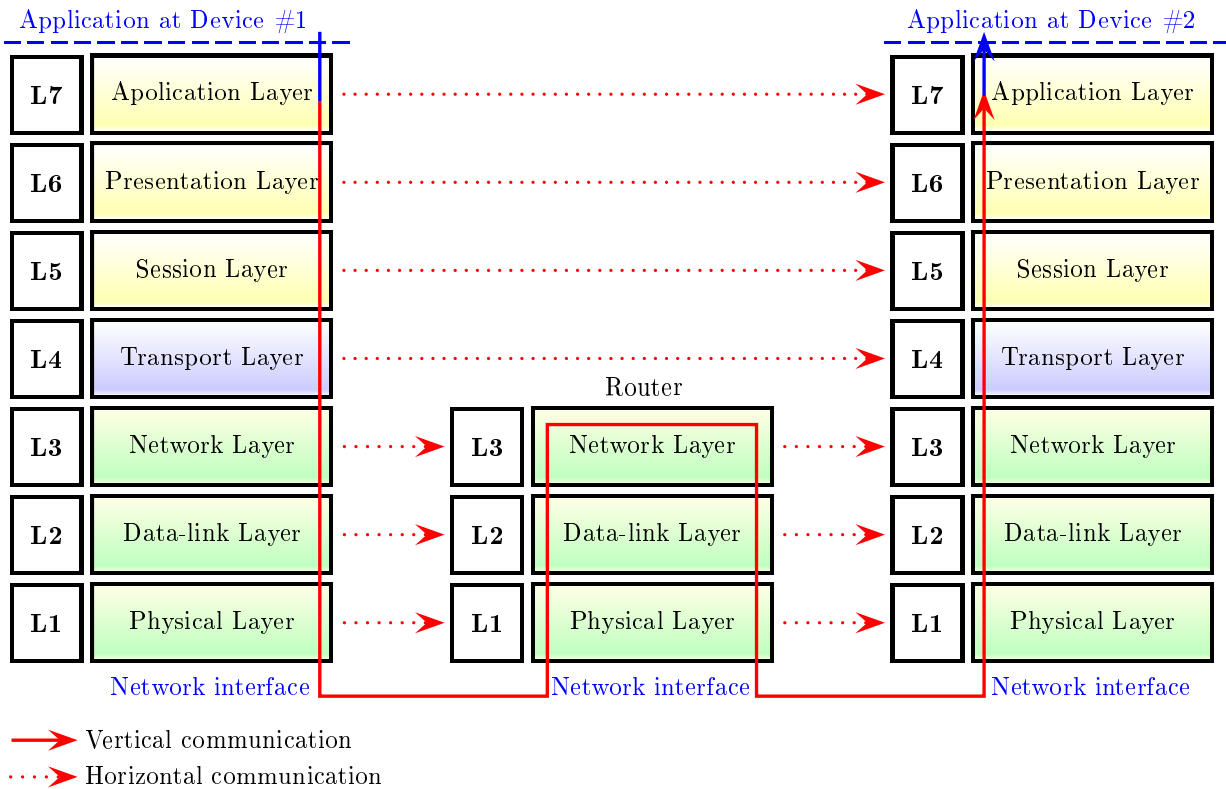 Application at Device #1
Application at Device #2
L7 Apolication Layer
L7 Application Layer
L6 Presentation Layer
L6 Presentation Layer
L5 Session Layer
L5 Session Layer
L4 Transport Layer
L4 Transport Layer
Router
L3 Network Layer
L3 Network Layer
L3 Network Layer
L2 Data-link Layer
L2 Data-link Layer
L2 Data-link Layer
L1 Physical Layer
L1 Physical Layer
L1 Physical Layer
Network interface
Network interface
Network interface
Vertical communication
Horizontal communication